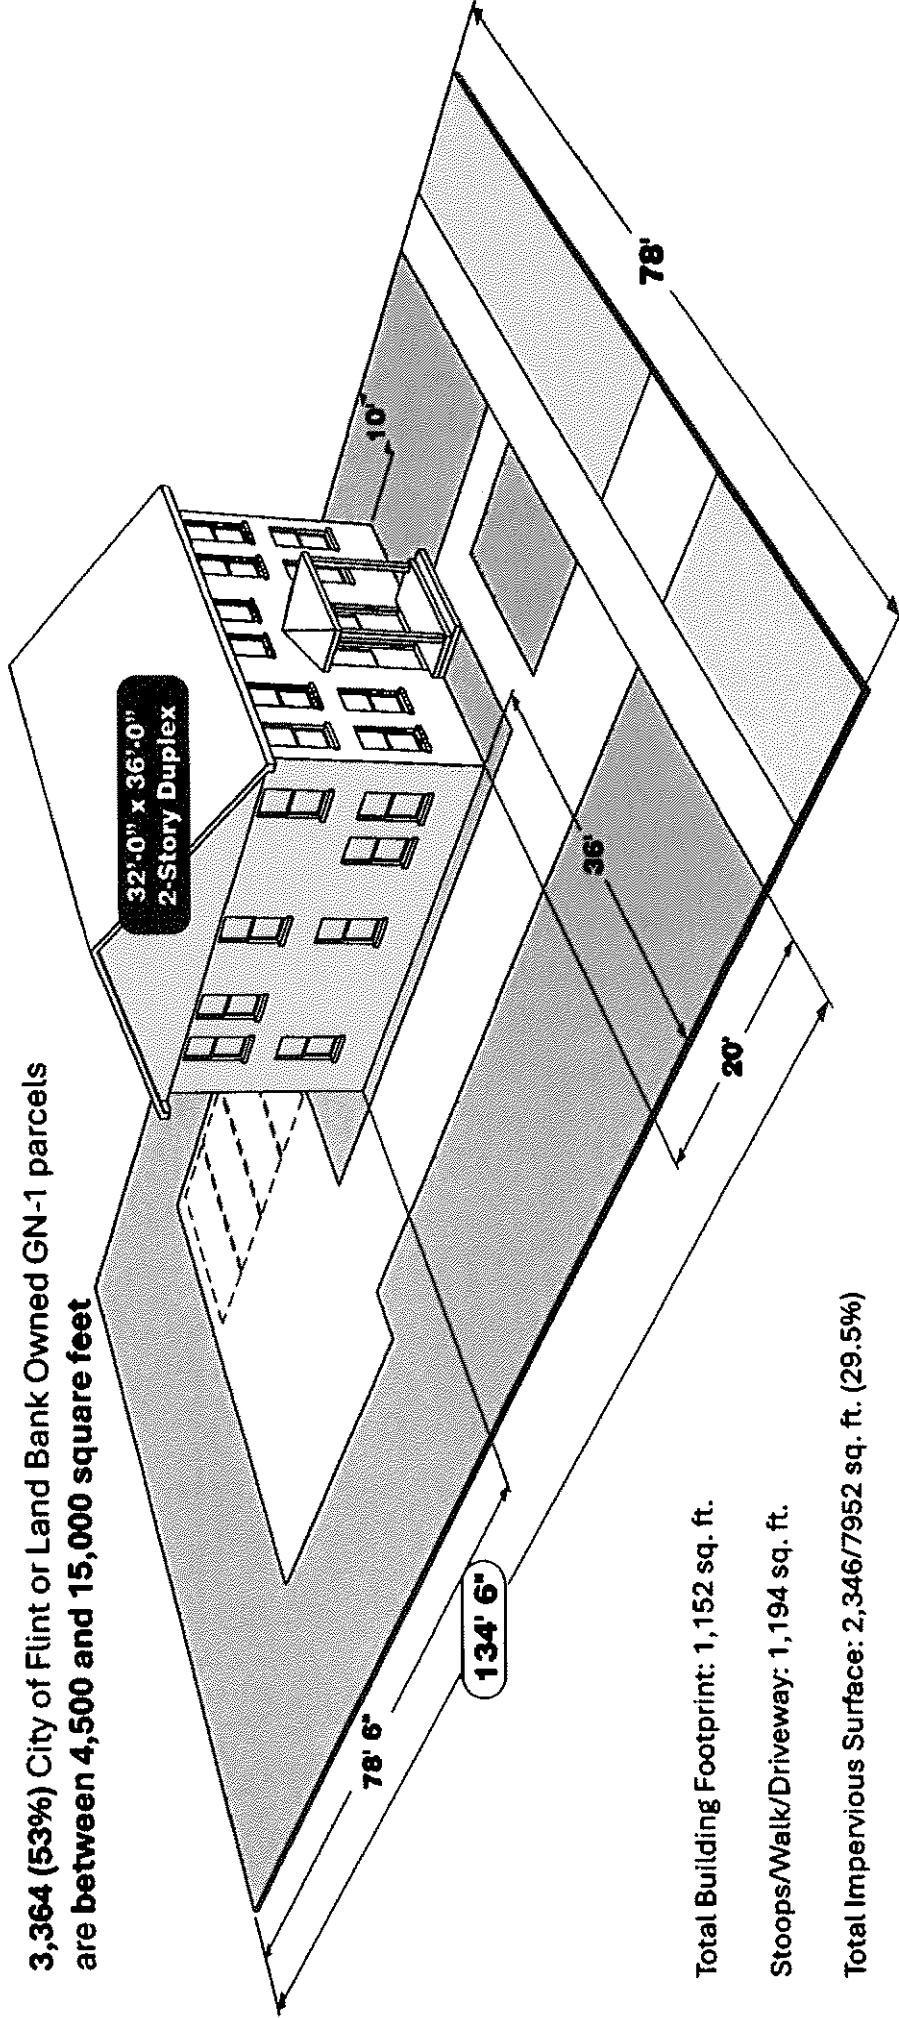 3,364 (53%) City of Flint or Land Bank Owned GN-1 parcels
are between 4,500 and 15,000 square feet
32'-0" x 36'-0"
2-Story Duplex
10'
78'
36'
20'
78' 6"
134' 6"
Total Building Footprint: 1,152 sq. ft.
Stoops/Walk/Driveway: 1,194 sq. ft.
Total Impervious Surface: 2,346/7952 sq. ft. (29.5%)